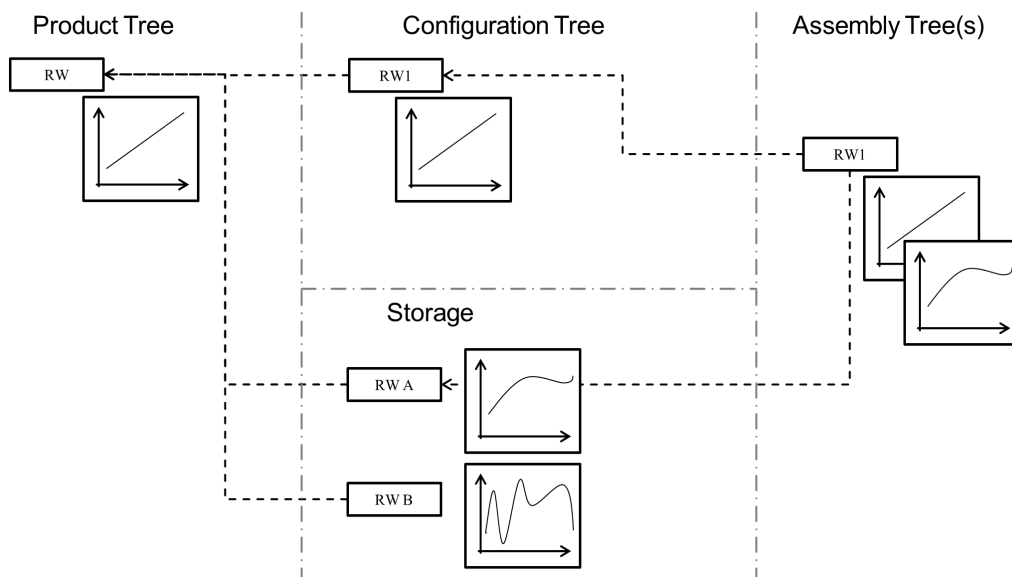 Product Tree
Configuration Tree
Assembly Tree(s)
RW
RW1
RW1
Storage
RW A
RW B